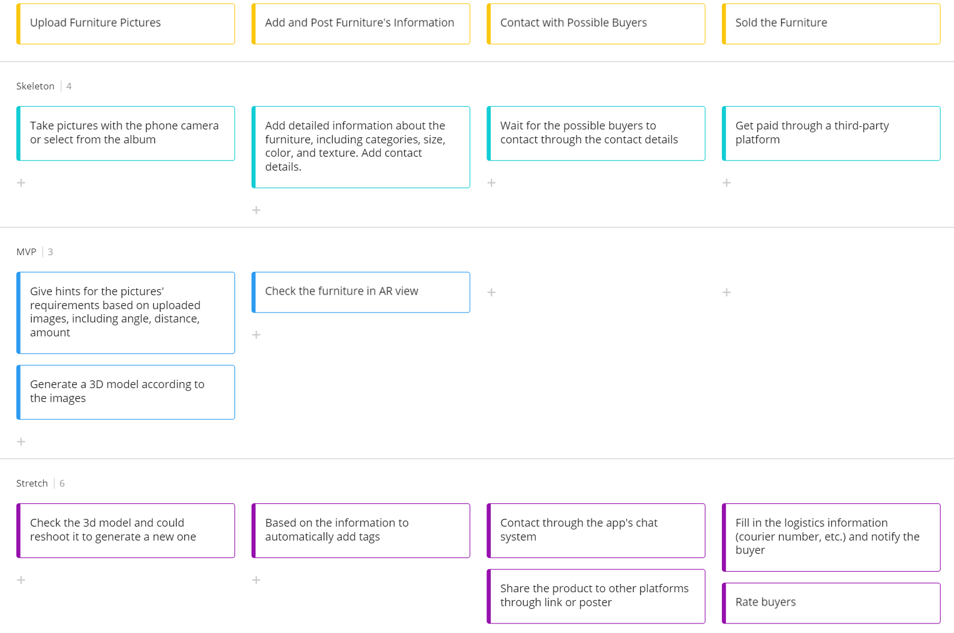 Upload Furniture Pictures
Add and Post Furniture's Information
Contact with Possible Buyers
Sold the Furniture
Skeleton | 4
Take pictures with the phone camera
or select from the album
Add detailed information about the
furniture, including categories, size,
color, and texture. Add contact
details.
Wait for the possible buyers to
contact through the contact details
Get paid through a third-party
platform
+
+
+
+
MVP | 3
Give hints for the pictures'
requirements based on uploaded
images, including angle, distance,
amount
Generate a 3D model according to
the images
+
Check the furniture in AR view
+
+
+
Stretch | 6
Check the 3d model and could
reshoot it to generate a new one
+
Based on the information to
automatically add tags
+
Contact through the app's chat
system
Share the product to other platforms
through link or poster
Fill in the logistics information
(courier number, etc.) and notify the
buyer
Rate buyers